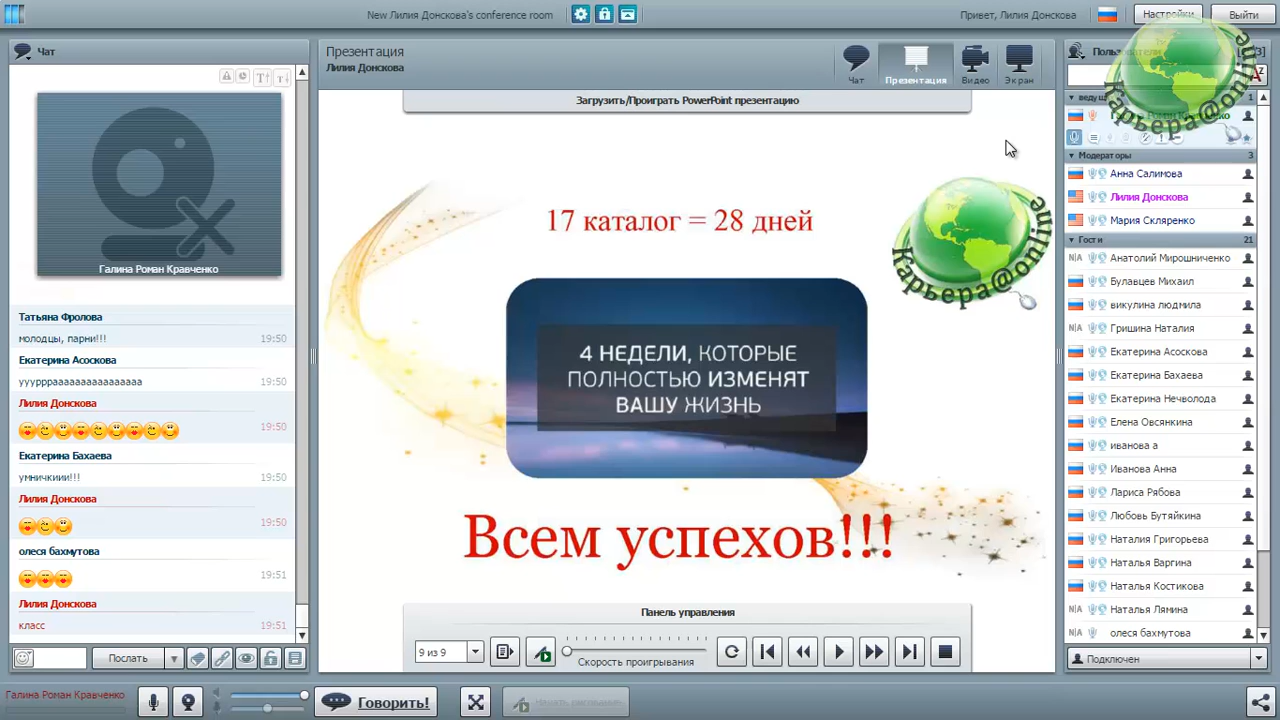 New Лилия Донскова's conference room
Привет, Лилия Донскова
Настройки
Выйти
Чат
Галина Роман Кравченко
Татьяна Фролова
молодцы, парни!!!
19:50
Екатерина Асоскова
уууррраааааааааааааааа
19:50
Лилия Донскова
19:50
Екатерина Бахаева
умничкиии!!!
19:50
Лилия Донскова
19:50
олеся бахмутова
19:51
Лилия Донскова
класс
19:51
Послать
Презентация
Лилия Донскова
Чат
Презентация
Видео
Экран
Загрузить/Проиграть PowerPoint презентацию
17 каталог = 28 дней
Карьера@online
4 НЕДЕЛИ, КОТОРЫЕ
ПОЛНОСТЬЮ ИЗМЕНЯТ
ВАШУ ЖИЗНЬ
Всем успехов!!!
Панель управления
9 из 9
Скорость проигрывания
Карьера@online
1
Модераторы
3
Анна Салимова
Лилия Донскова
Мария Скляренко
Гости
21
N|A Анатолий Мирошниченко
Булавцев Михаил
викулина людмила
N|A Гришина Наталия
Екатерина Асоскова
Екатерина Бахаева
Екатерина Нечволода
Елена Овсянкина
иванова а
Иванова Анна
Лариса Рябова
Любовь Бутяйкина
Наталия Григорьева
Наталья Варгина
Наталья Костикова
N|A Наталья Лямина
N|A олеся бахмутова
Подключен
Галина Роман Кравченко
Говорить!